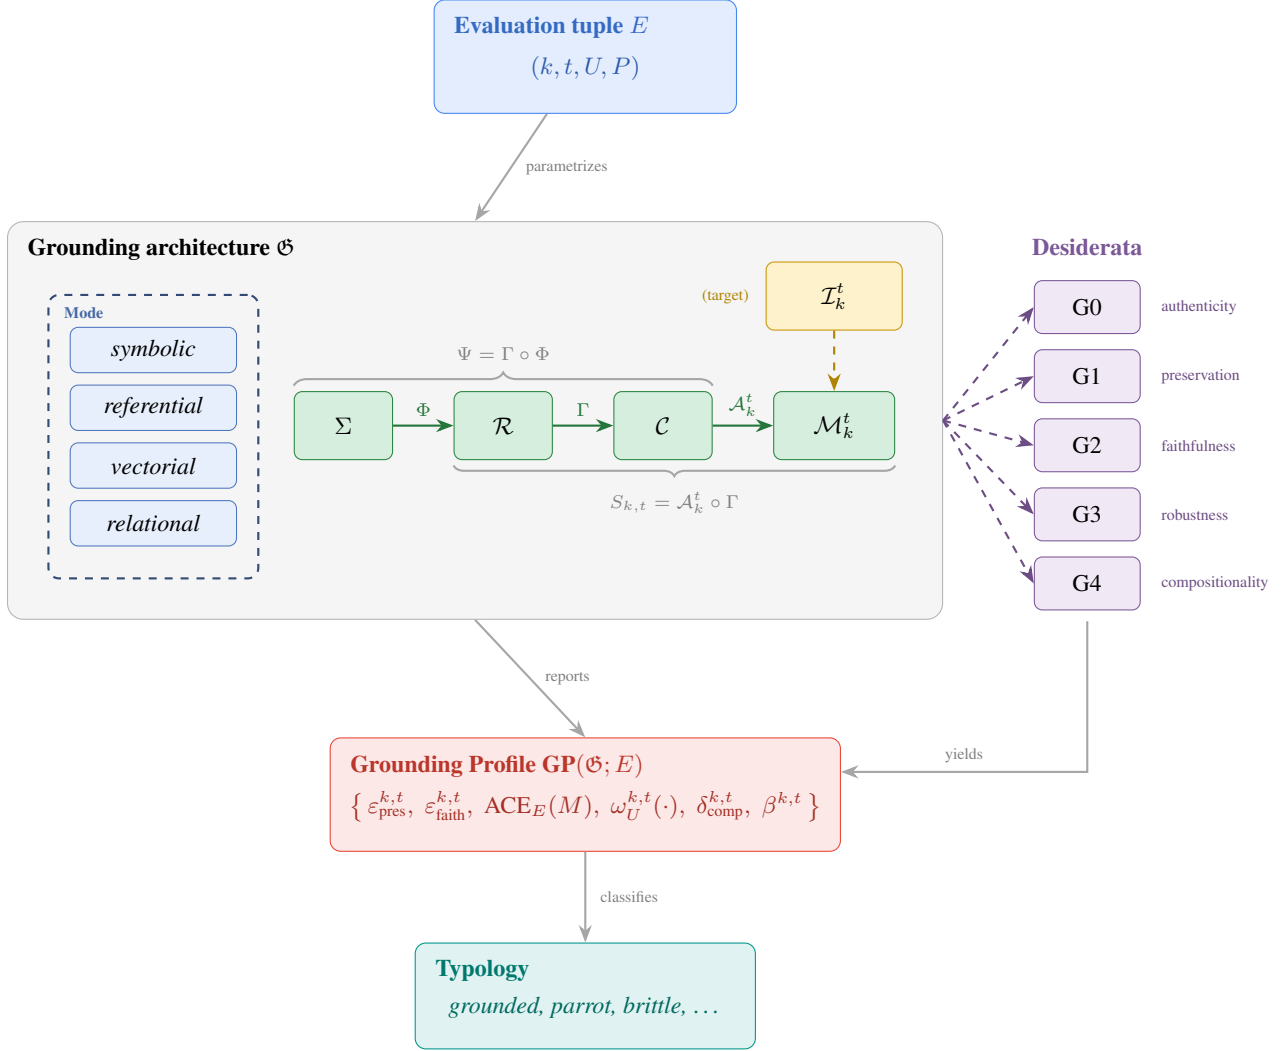 Evaluation tuple E
(k, t, U, P)
parametrizes
Grounding architecture 𝔊
Mode
symbolic
referential
vectorial
relational
(target)
ℐ_k^t
Ψ = Γ ∘ Φ
Σ
Φ
ℛ
Γ
𝒞
𝒜_k^t
ℳ_k^t
S_{k,t} = 𝒜_k^t ∘ Γ
Desiderata
G0 authenticity
G1 preservation
G2 faithfulness
G3 robustness
G4 compositionality
reports
yields
Grounding Profile GP(𝔊; E)
{ ε_pres^{k,t}, ε_faith^{k,t}, ACE_E(M), ω_U^{k,t}(·), δ_comp^{k,t}, β^{k,t} }
classifies
Typology
grounded, parrot, brittle, …